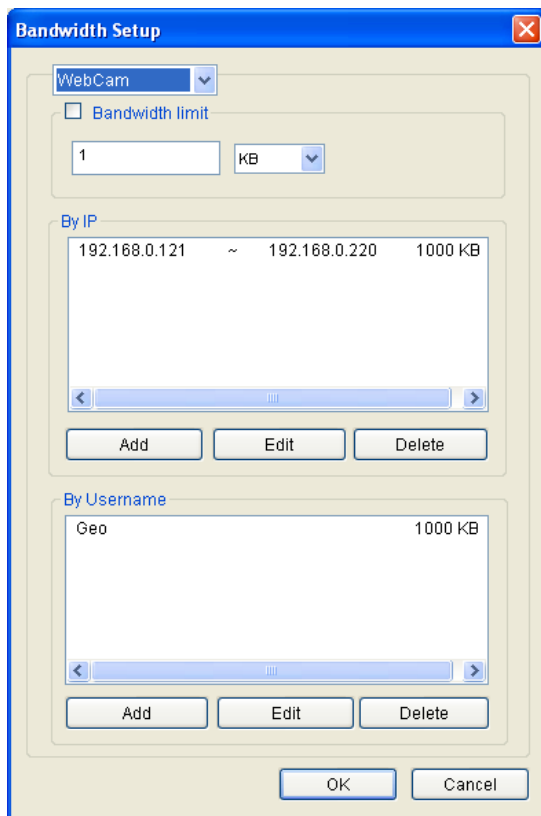 Bandwidth Setup
WebCam
Bandwidth limit
1 KB
By IP
192.168.0.121 ~ 192.168.0.220 1000 KB
Add Edit Delete
By Username
Geo 1000 KB
Add Edit Delete
OK Cancel